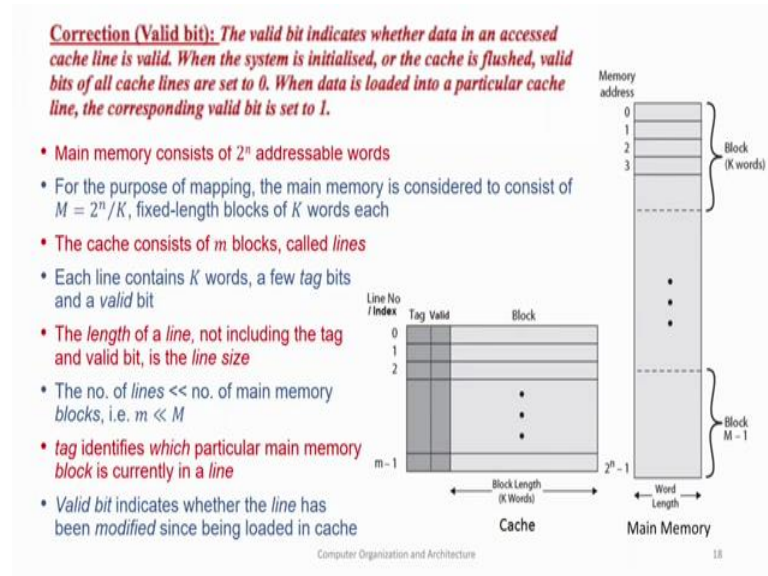 Correction (Valid bit): The valid bit indicates whether data in an accessed
cache line is valid. When the system is initialised, or the cache is flushed, valid
bits of all cache lines are set to 0. When data is loaded into a particular cache
line, the corresponding valid bit is set to 1.
• Main memory consists of 2ⁿ addressable words
• For the purpose of mapping, the main memory is considered to consist of
M = 2ⁿ/K, fixed-length blocks of K words each
• The cache consists of m blocks, called lines
• Each line contains K words, a few tag bits
and a valid bit
• The length of a line, not including the tag
and valid bit, is the line size
• The no. of lines << no. of main memory
blocks, i.e. m ≪ M
• tag identifies which particular main memory
block is currently in a line
• Valid bit indicates whether the line has
been modified since being loaded in cache
Line No
/ Index
Tag Valid
Block
0
1
2
m-1
Block Length
(K Words)
Cache
Memory
address
0
1
2
3
2ⁿ-1
Block
(K words)
Block
M-1
Word
Length
Main Memory
Computer Organization and Architecture
18